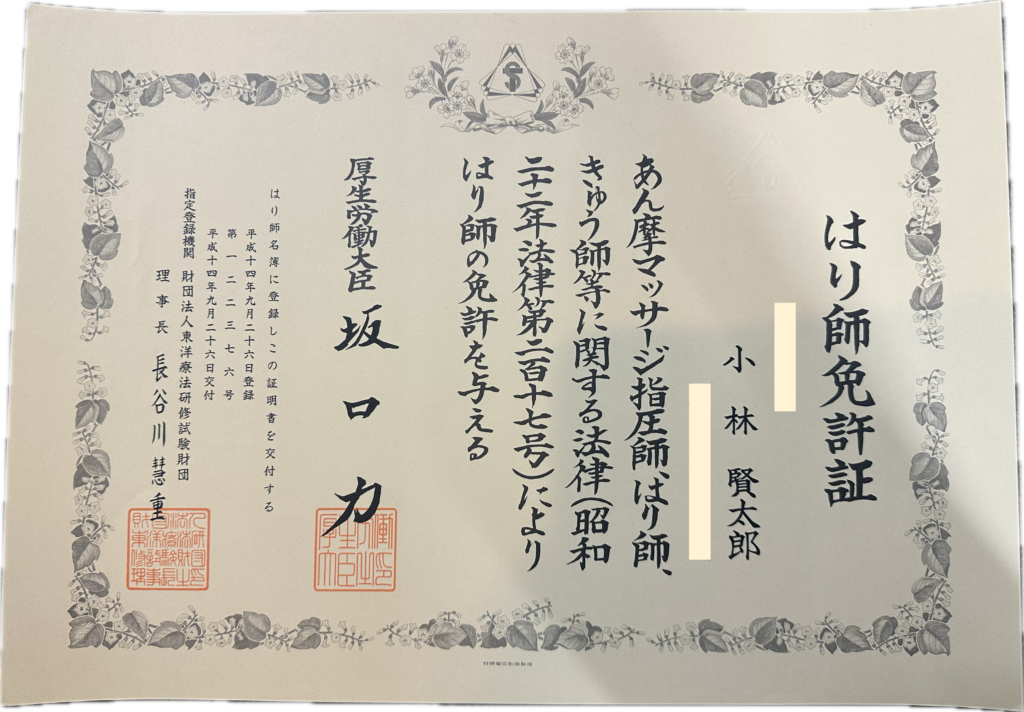 はり師免許証
小林賢太郎
あん摩マッサージ指圧師、はり師、
きゅう師等に関する法律(昭和
二十二年法律第二百十七号)により
はり師の免許を与える
厚生労働大臣 坂口力
はり師名簿に登録しこの証明書を交付する
平成十四年九月二十六日登録
第一二二三七六号
平成十四年九月二十六日交付
指定登録機関 財団法人東洋療法研修試験財団
理事長 長谷川慧重